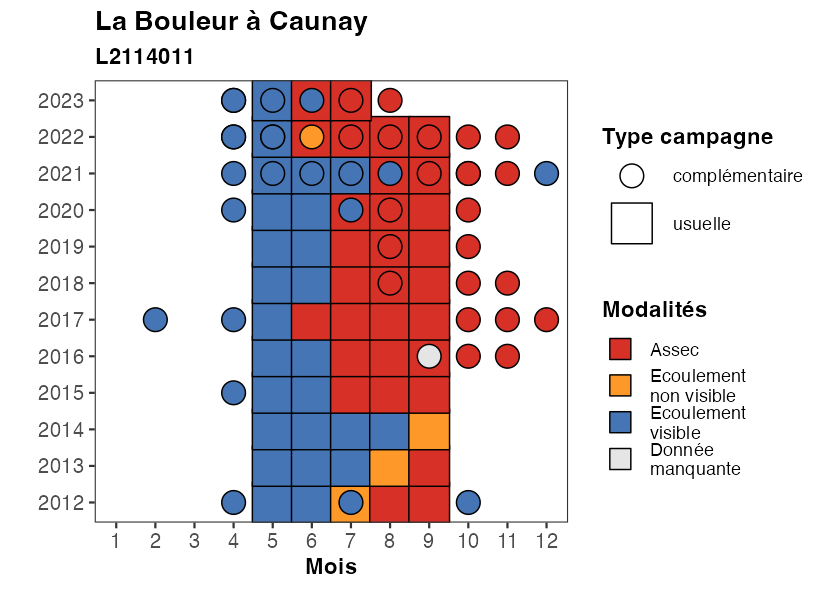 La Bouleur à Caunay
L2114011
2023
2022
2021
2020
2019
2018
2017
2016
2015
2014
2013
2012
1 2 3 4 5 6 7 8 9 10 11 12
Mois
Type campagne
complémentaire
usuelle
Modalités
Assec
Ecoulement
non visible
Ecoulement
visible
Donnée
manquante